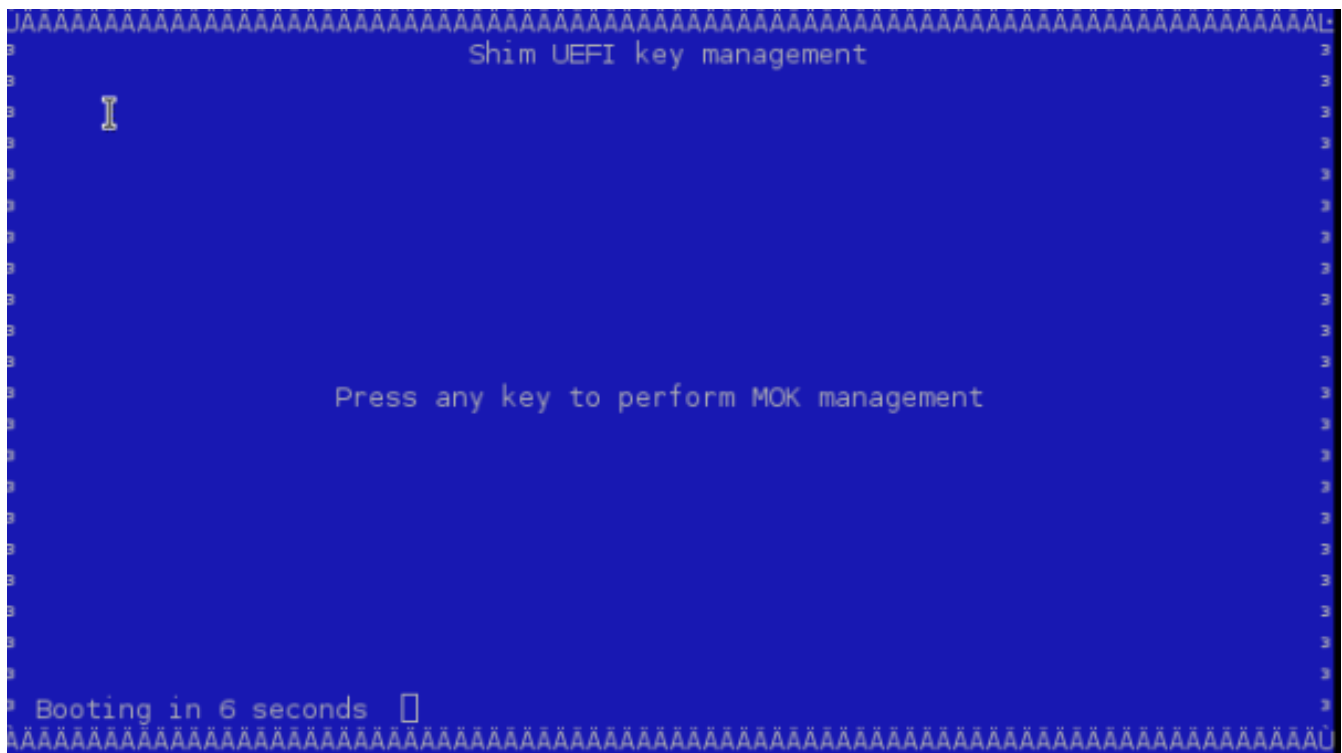 Shim UEFI key management
Press any key to perform MOK management
Booting in 6 seconds